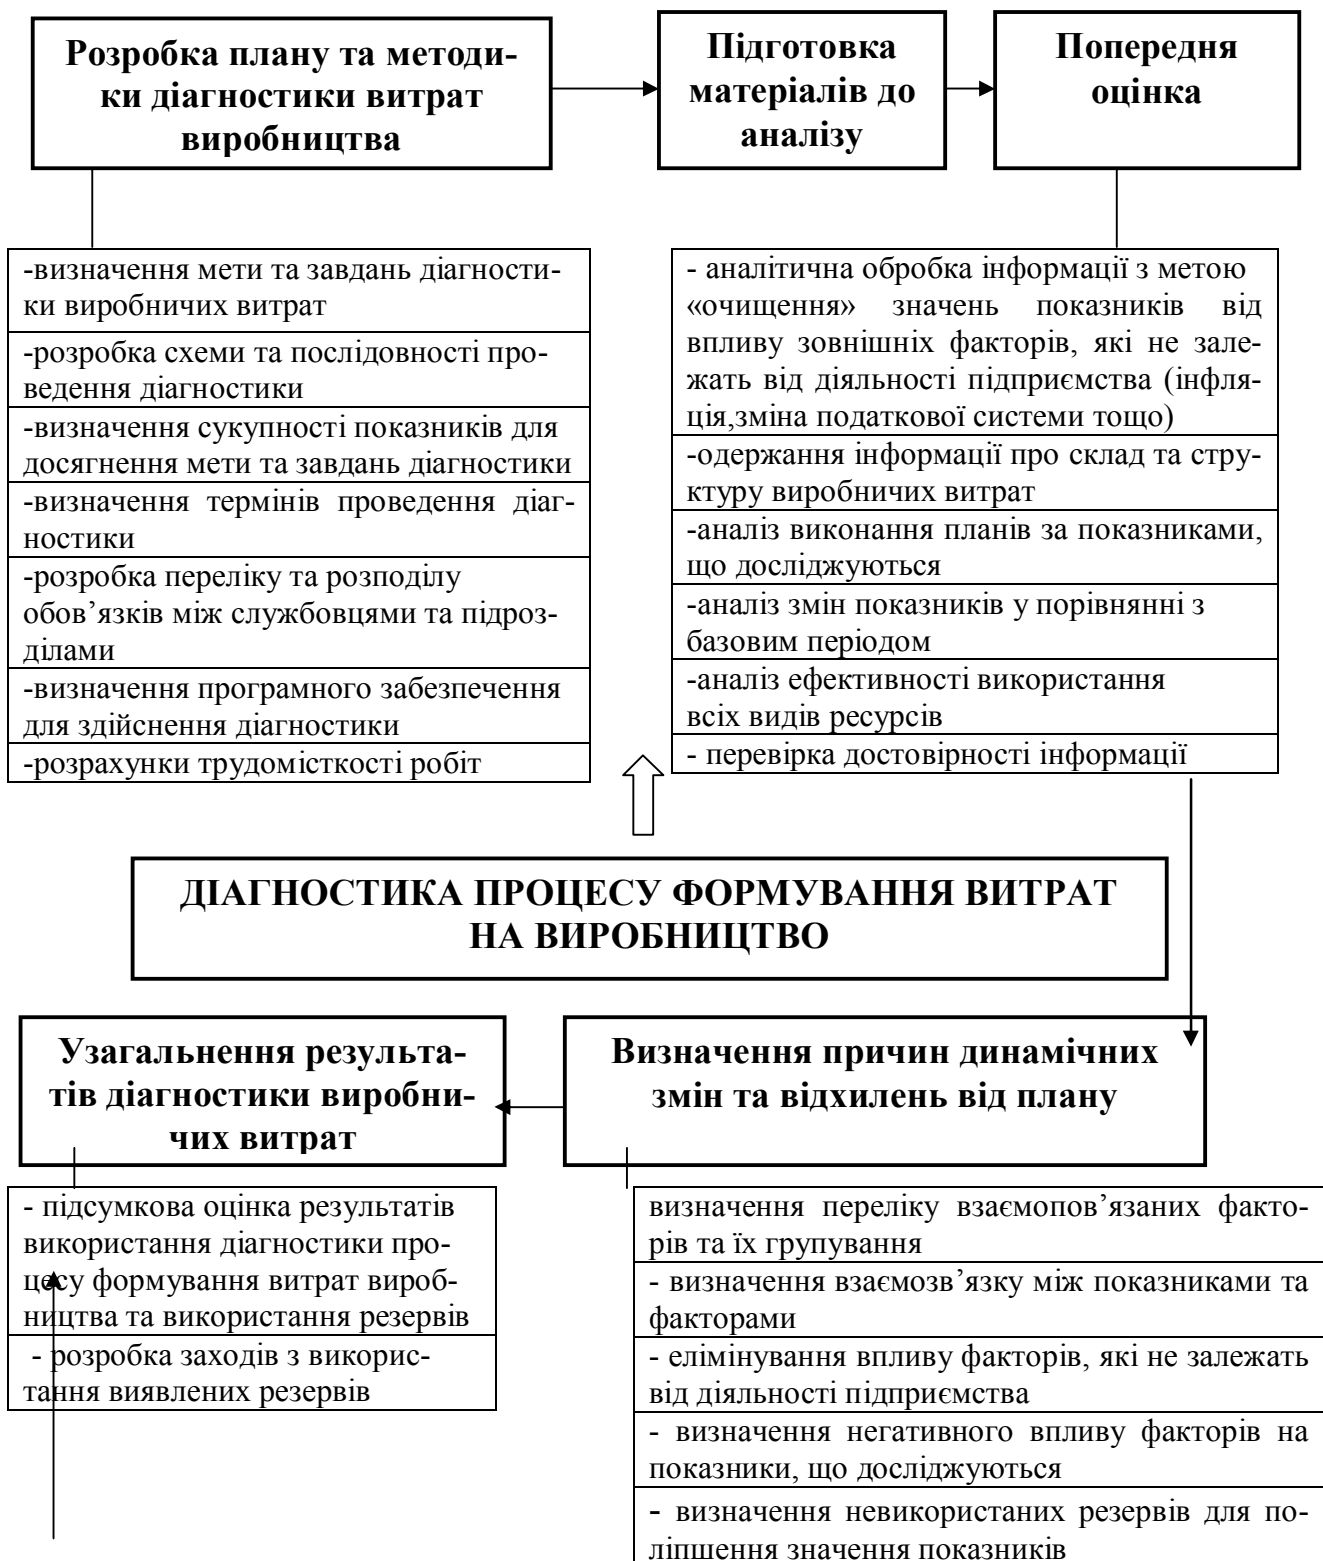 Розробка плану та методи-
ки діагностики витрат
виробництва
Підготовка
матеріалів до
аналізу
Попередня
оцінка
-визначення мети та завдань діагности-
ки виробничих витрат
-розробка схеми та послідовності про-
ведення діагностики
-визначення сукупності показників для
досягнення мети та завдань діагностики
-визначення термінів проведення діаг-
ностики
-розробка переліку та розподілу
обов’язків між службовцями та підроз-
ділами
-визначення програмного забезпечення
для здійснення діагностики
-розрахунки трудомісткості робіт
- аналітична обробка інформації з метою
«очищення» значень показників від
впливу зовнішніх факторів, які не зале-
жать від діяльності підприємства (інфля-
ція,зміна податкової системи тощо)
-одержання інформації про склад та стру-
ктуру виробничих витрат
-аналіз виконання планів за показниками,
що досліджуються
-аналіз змін показників у порівнянні з
базовим періодом
-аналіз ефективності використання
всіх видів ресурсів
- перевірка достовірності інформації
ДІАГНОСТИКА ПРОЦЕСУ ФОРМУВАННЯ ВИТРАТ
НА ВИРОБНИЦТВО
Узагальнення результа-
тів діагностики виробни-
чих витрат
Визначення причин динамічних
змін та відхилень від плану
- підсумкова оцінка результатів
використання діагностики про-
цесу формування витрат вироб-
ництва та використання резервів
- розробка заходів з викорис-
тання виявлених резервів
визначення переліку взаємопов’язаних факто-
рів та їх групування
- визначення взаємозв’язку між показниками та
факторами
- елімінування впливу факторів, які не залежать
від діяльності підприємства
- визначення негативного впливу факторів на
показники, що досліджуються
- визначення невикористаних резервів для по-
ліпшення значення показників